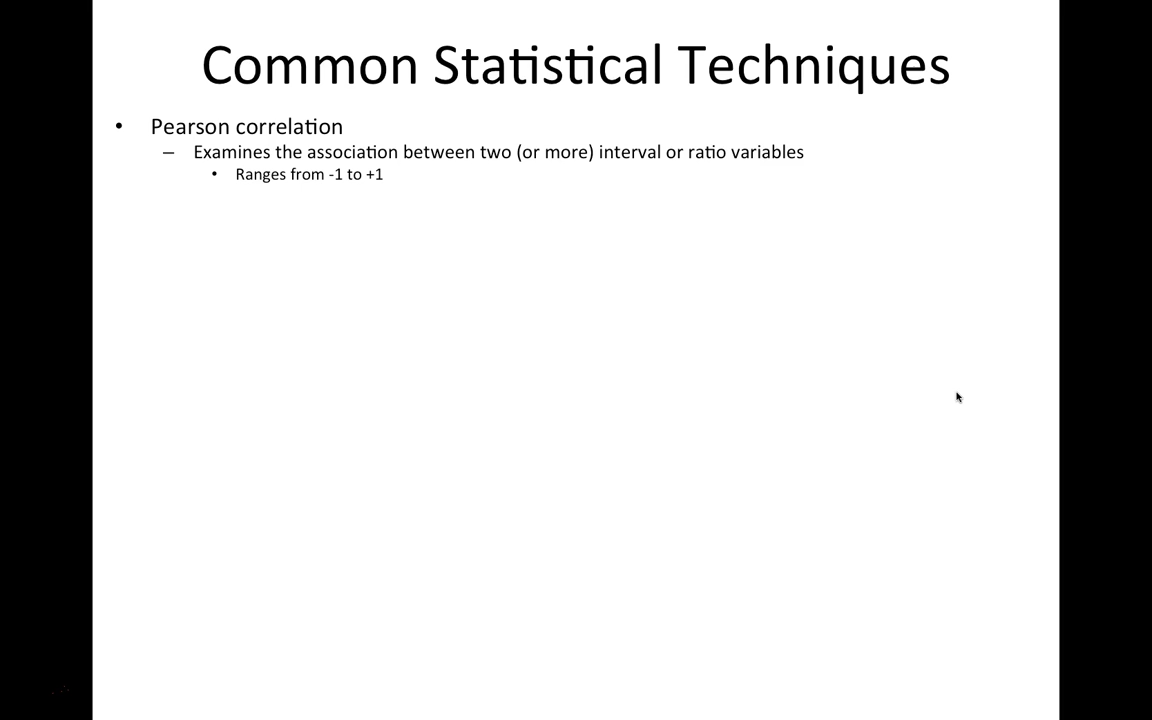 Common Statistical Techniques
• Pearson correlation
– Examines the association between two (or more) interval or ratio variables
• Ranges from -1 to +1